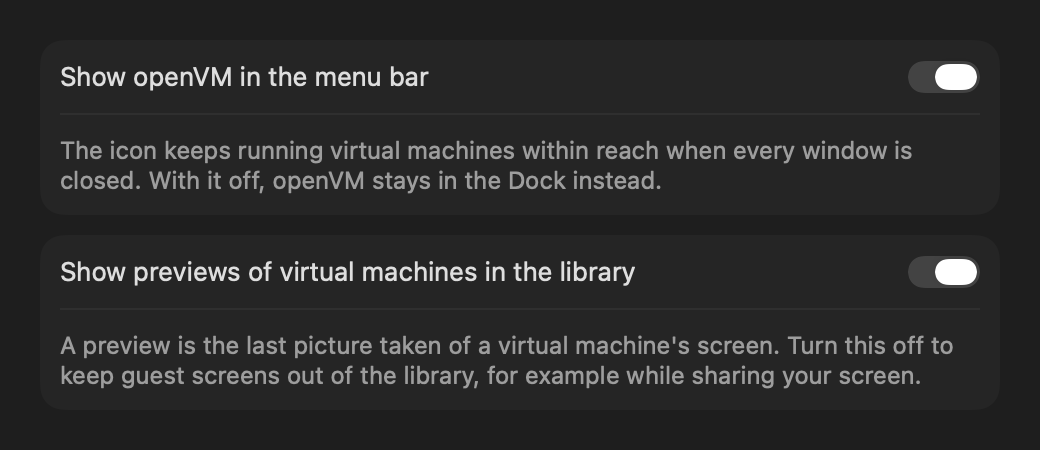 Show openVM in the menu bar
The icon keeps running virtual machines within reach when every window is
closed. With it off, openVM stays in the Dock instead.
Show previews of virtual machines in the library
A preview is the last picture taken of a virtual machine's screen. Turn this off to
keep guest screens out of the library, for example while sharing your screen.